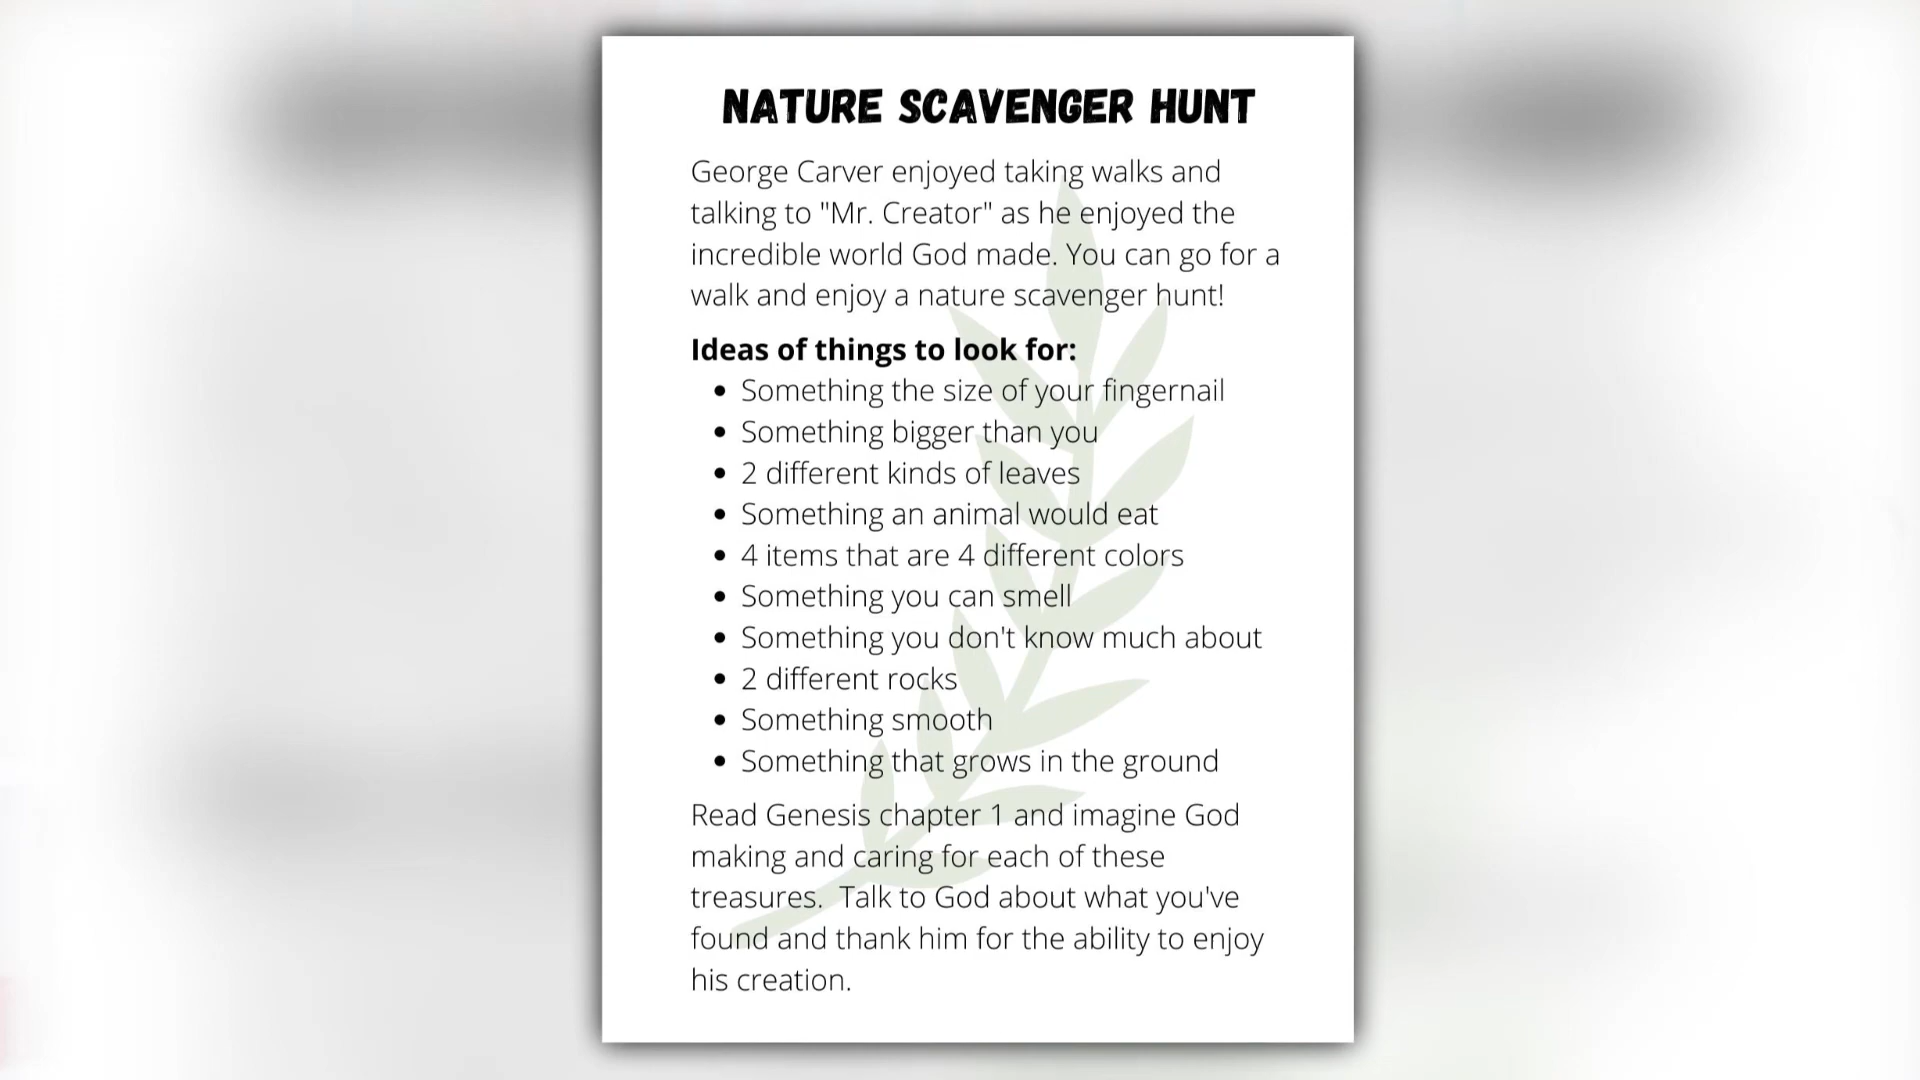 NATURE SCAVENGER HUNT
George Carver enjoyed taking walks and
talking to "Mr. Creator" as he enjoyed the
incredible world God made. You can go for a
walk and enjoy a nature scavenger hunt!
Ideas of things to look for:
• Something the size of your fingernail
• Something bigger than you
• 2 different kinds of leaves
• Something an animal would eat
• 4 items that are 4 different colors
• Something you can smell
• Something you don't know much about
• 2 different rocks
• Something smooth
• Something that grows in the ground
Read Genesis chapter 1 and imagine God
making and caring for each of these
treasures.  Talk to God about what you've
found and thank him for the ability to enjoy
his creation.